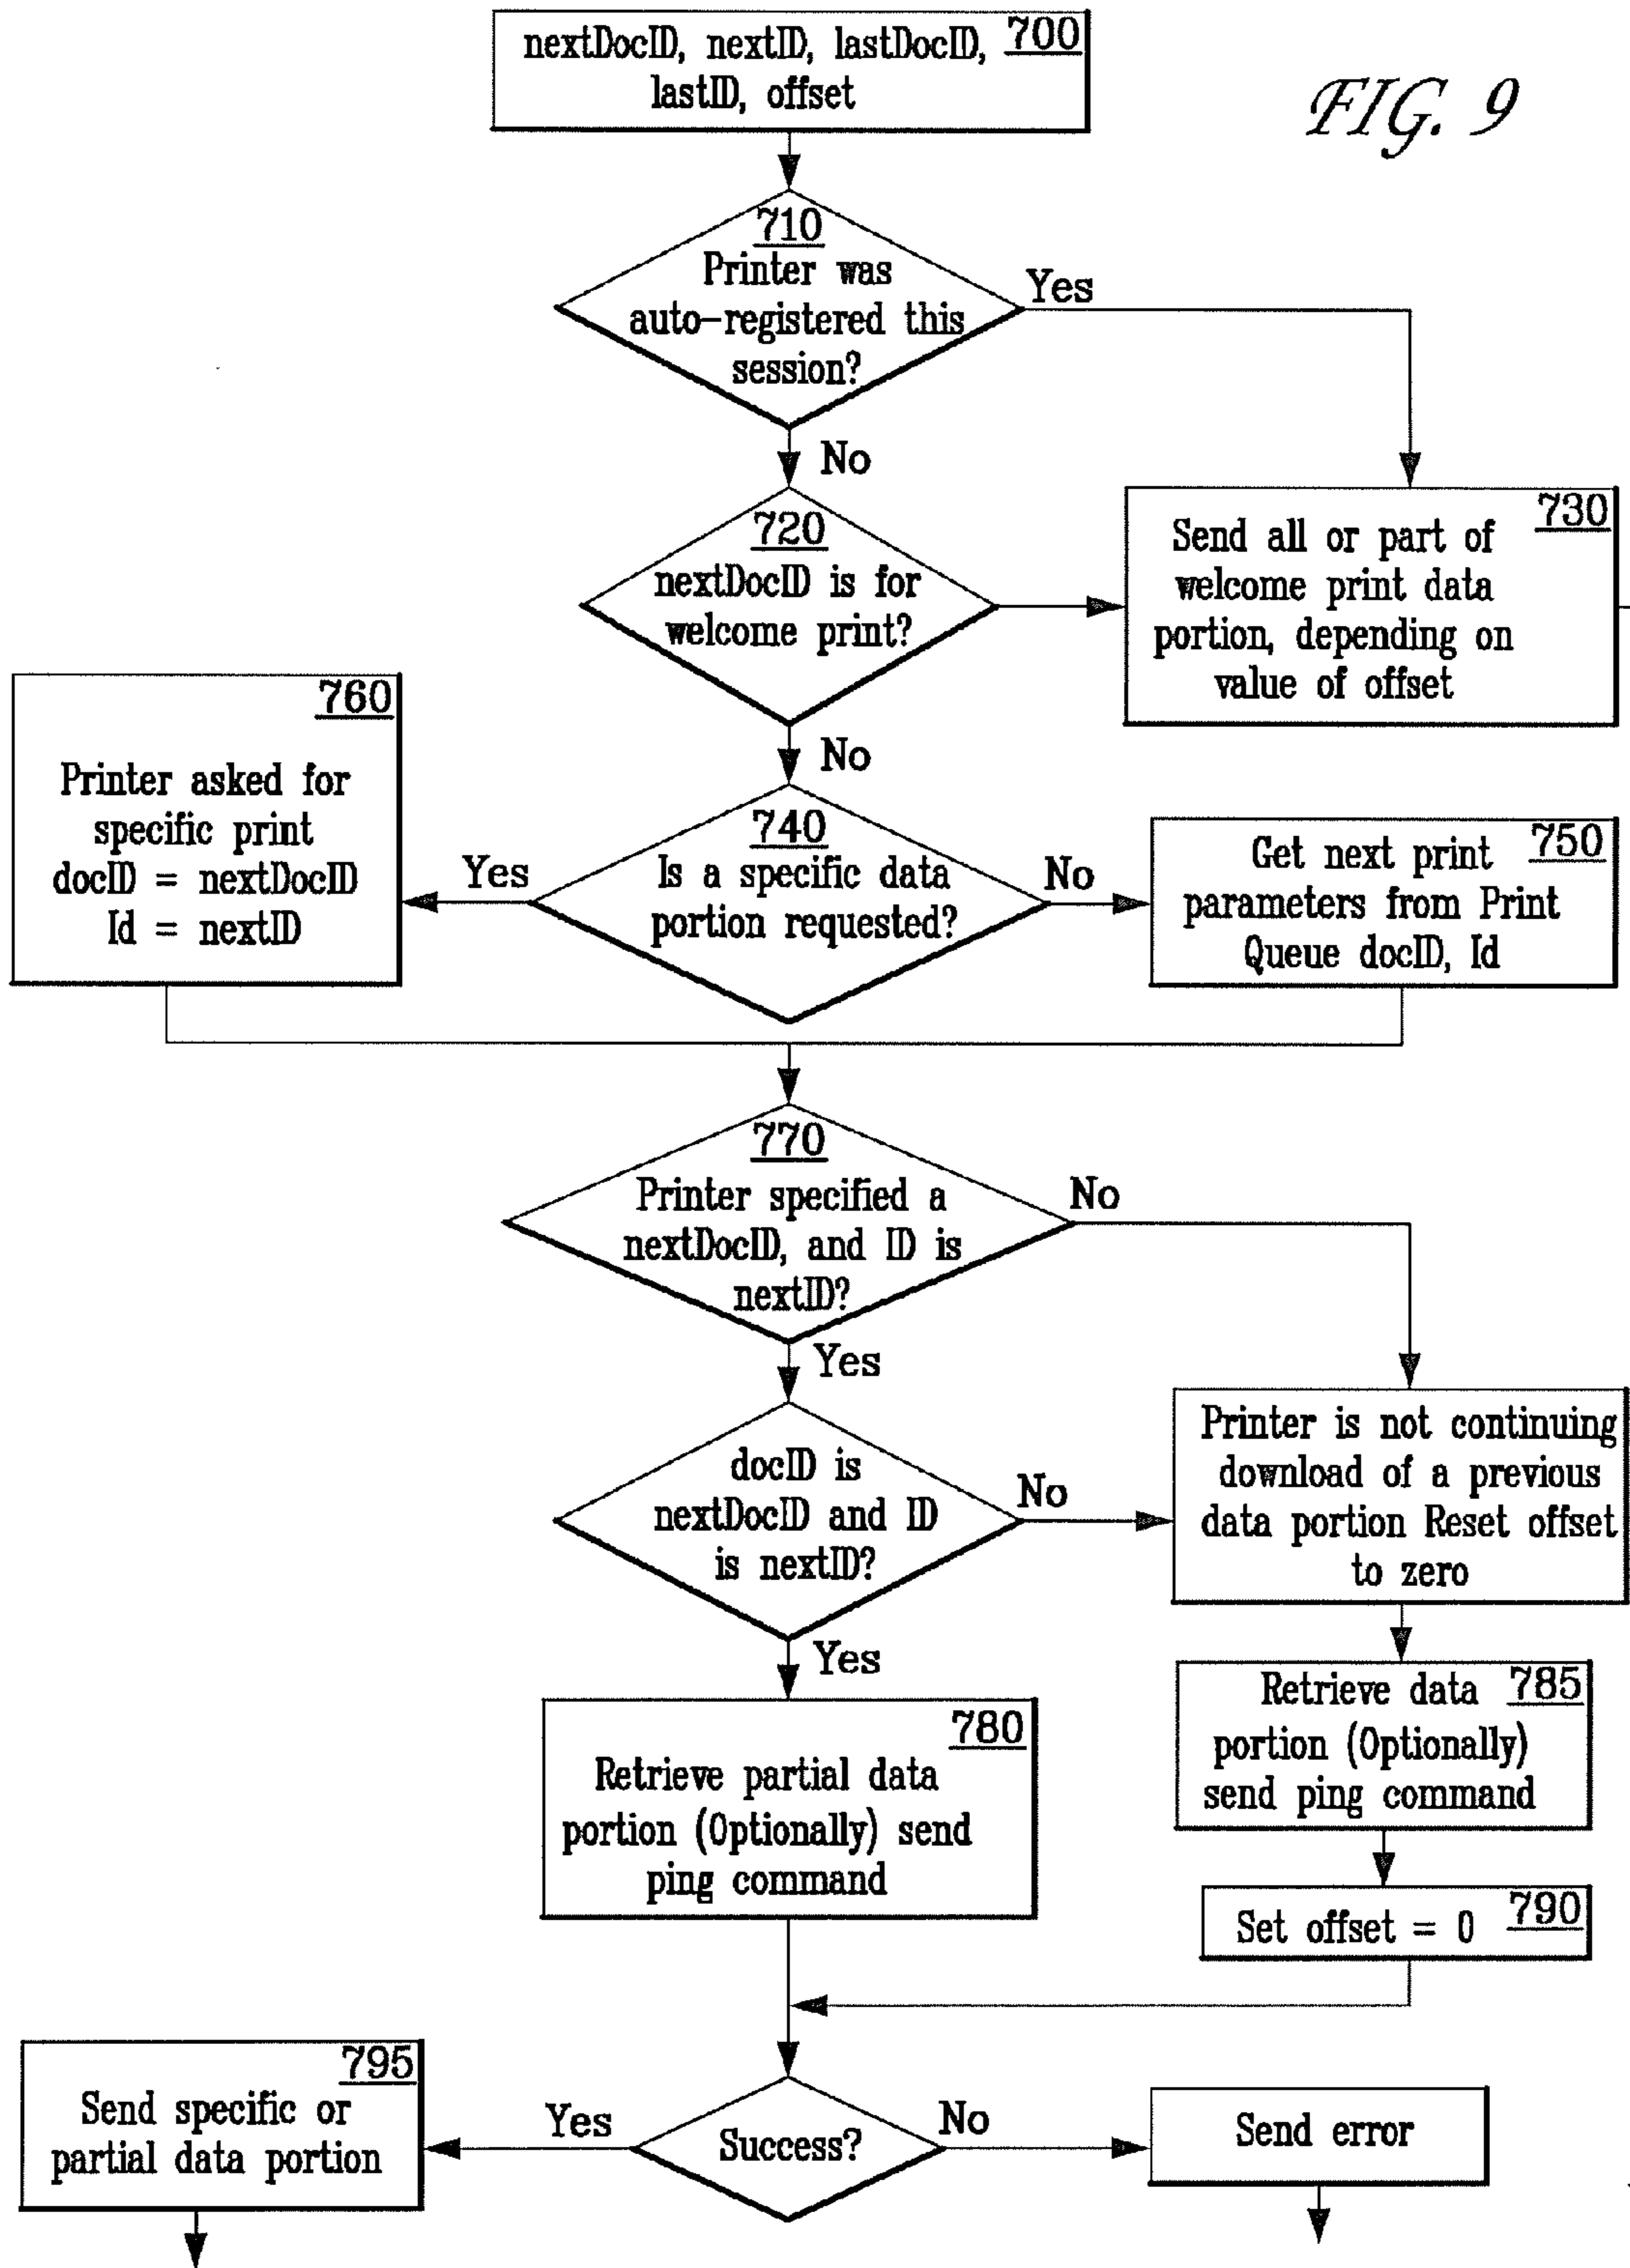 FIG. 9
nextDocID, nextID, lastDocID, 700
lastID, offset
710
Printer was
auto-registered this
session?
Yes
No
720
nextDocID is for
welcome print?
730
Send all or part of
welcome print data
portion, depending on
value of offset
No
760
Printer asked for
specific print
docID = nextDocID
Id = nextID
Yes
740
Is a specific data
portion requested?
No
Get next print 750
parameters from Print
Queue docID, Id
770
Printer specified a
nextDocID, and ID is
nextID?
No
Yes
docID is
nextDocID and ID
is nextID?
No
Printer is not continuing
download of a previous
data portion Reset offset
to zero
Yes
780
Retrieve partial data
portion (Optionally) send
ping command
Retrieve data 785
portion (Optionally)
send ping command
Set offset = 0 790
795
Send specific or
partial data portion
Yes
Success?
No
Send error